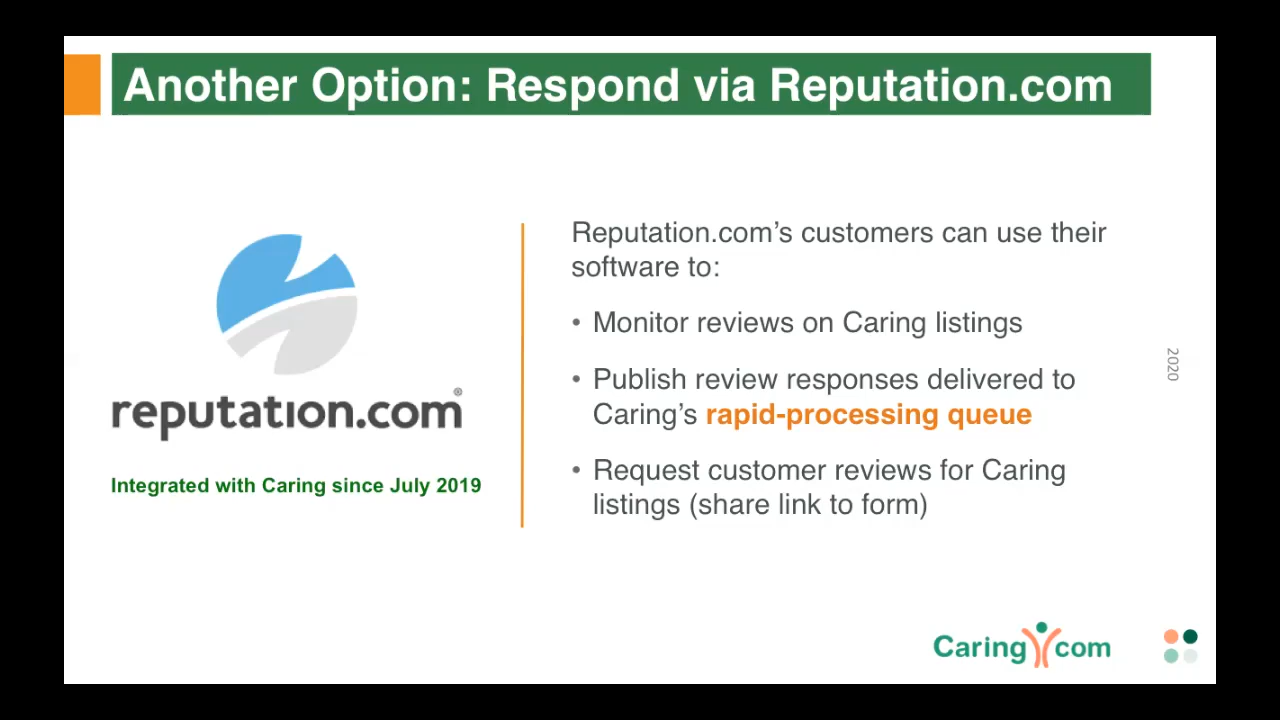 Another Option: Respond via Reputation.com
reputation.com®
Integrated with Caring since July 2019
Reputation.com’s customers can use their
software to:
• Monitor reviews on Caring listings
• Publish review responses delivered to
Caring’s rapid-processing queue
• Request customer reviews for Caring
listings (share link to form)
2020
Caring com